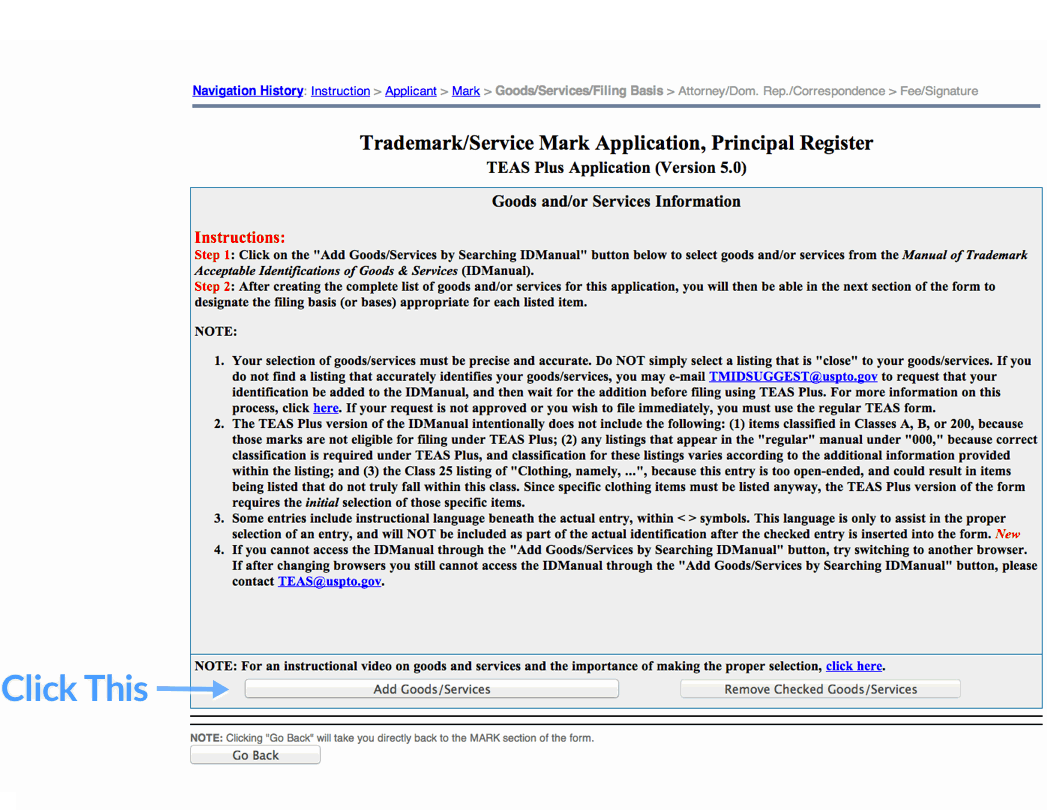 Navigation History: Instruction > Applicant > Mark > Goods/Services/Filing Basis > Attorney/Dom. Rep./Correspondence > Fee/Signature
Trademark/Service Mark Application, Principal Register
TEAS Plus Application (Version 5.0)
Goods and/or Services Information
Instructions:
Step 1: Click on the "Add Goods/Services by Searching IDManual" button below to select goods and/or services from the Manual of Trademark
Acceptable Identifications of Goods & Services (IDManual).
Step 2: After creating the complete list of goods and/or services for this application, you will then be able in the next section of the form to
designate the filing basis (or bases) appropriate for each listed item.
NOTE:
1. Your selection of goods/services must be precise and accurate. Do NOT simply select a listing that is "close" to your goods/services. If you
do not find a listing that accurately identifies your goods/services, you may e-mail TMIDSUGGEST@uspto.gov to request that your
identification be added to the IDManual, and then wait for the addition before filing using TEAS Plus. For more information on this
process, click here. If your request is not approved or you wish to file immediately, you must use the regular TEAS form.
2. The TEAS Plus version of the IDManual intentionally does not include the following: (1) items classified in Classes A, B, or 200, because
those marks are not eligible for filing under TEAS Plus; (2) any listings that appear in the "regular" manual under "000," because correct
classification is required under TEAS Plus, and classification for these listings varies according to the additional information provided
within the listing; and (3) the Class 25 listing of "Clothing, namely, ...", because this entry is too open-ended, and could result in items
being listed that do not truly fall within this class. Since specific clothing items must be listed anyway, the TEAS Plus version of the form
requires the initial selection of those specific items.
3. Some entries include instructional language beneath the actual entry, within < > symbols. This language is only to assist in the proper
selection of an entry, and will NOT be included as part of the actual identification after the checked entry is inserted into the form. New
4. If you cannot access the IDManual through the "Add Goods/Services by Searching IDManual" button, try switching to another browser.
If after changing browsers you still cannot access the IDManual through the "Add Goods/Services by Searching IDManual" button, please
contact TEAS@uspto.gov.
NOTE: For an instructional video on goods and services and the importance of making the proper selection, click here.
Click This
Add Goods/Services
Remove Checked Goods/Services
NOTE: Clicking "Go Back" will take you directly back to the MARK section of the form.
Go Back